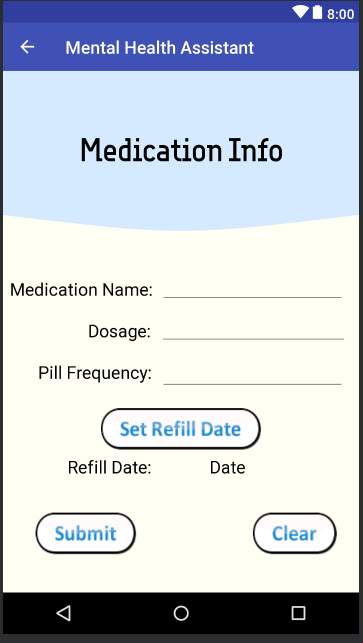 8:00
Mental Health Assistant
Medication Info
Medication Name:
Dosage:
Pill Frequency:
Set Refill Date
Refill Date: Date
Submit Clear